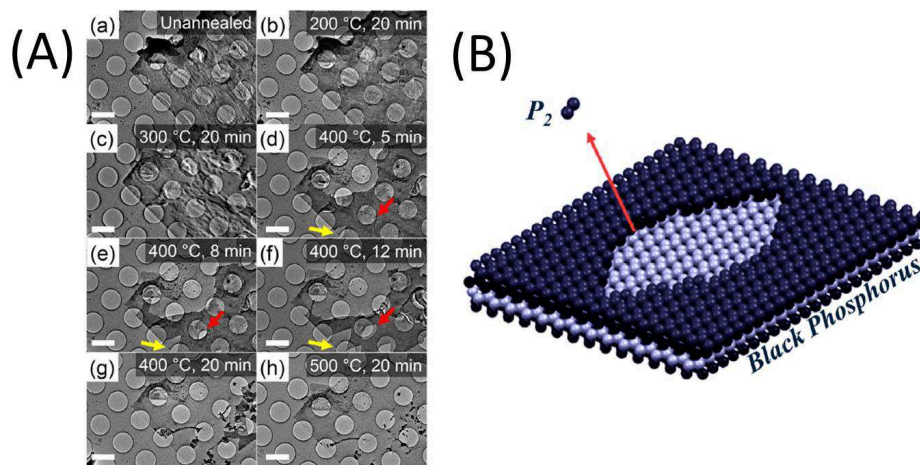 (A)
(a) Unannealed
(b) 200 °C, 20 min
(c) 300 °C, 20 min
(d) 400 °C, 5 min
(e) 400 °C, 8 min
(f) 400 °C, 12 min
(g) 400 °C, 20 min
(h) 500 °C, 20 min
(B)
P2
Black Phosphorus